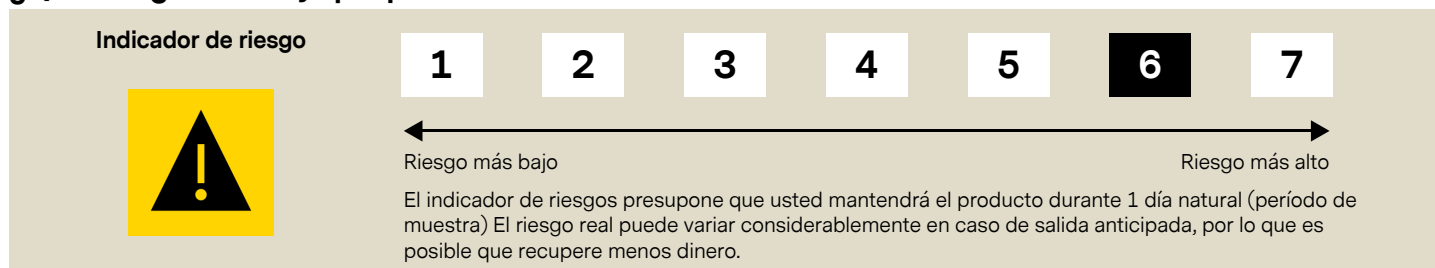 Indicador de riesgo
1 2 3 4 5 6 7
Riesgo más bajo Riesgo más alto
El indicador de riesgos presupone que usted mantendrá el producto durante 1 día natural (período de
muestra) El riesgo real puede variar considerablemente en caso de salida anticipada, por lo que es
posible que recupere menos dinero.